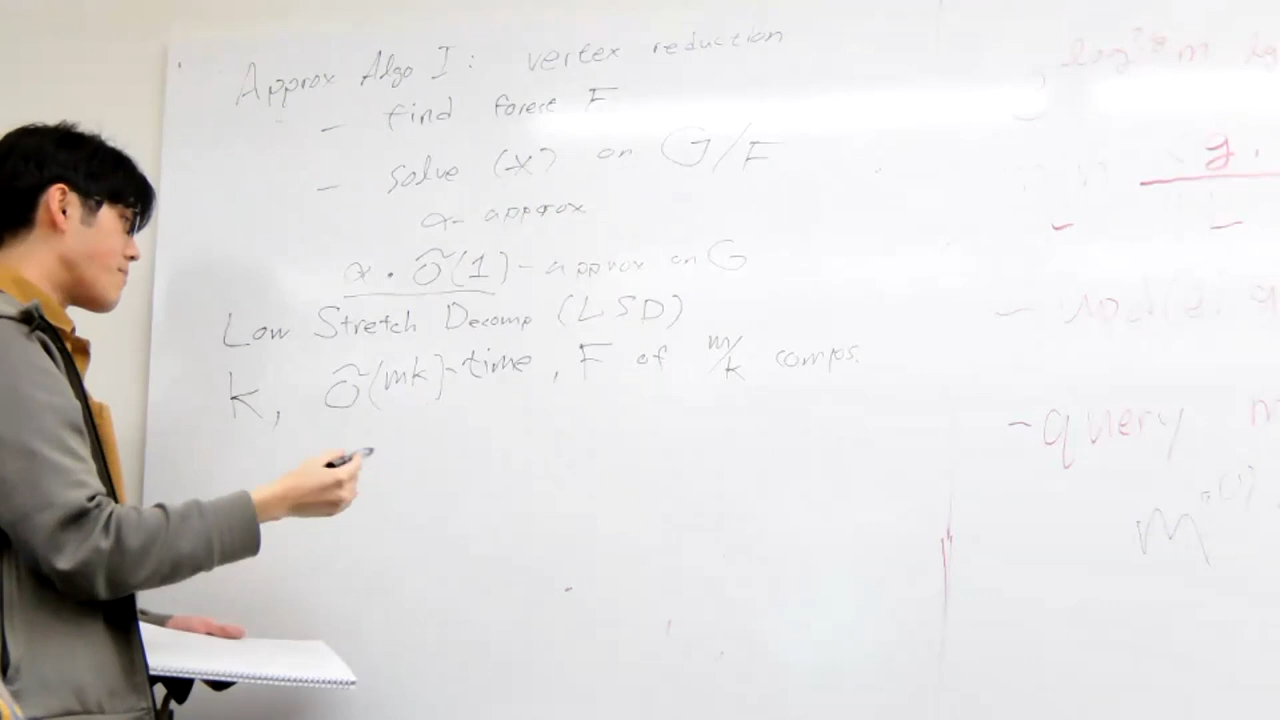 Approx Algo I: vertex reduction
- find forest F
- solve (x) on G/F
α-approx
α · Õ(1)-approx on G
Low Stretch Decomp (LSD)
k, Õ(mk)-time, F of m/k comps.
g.
- query
m